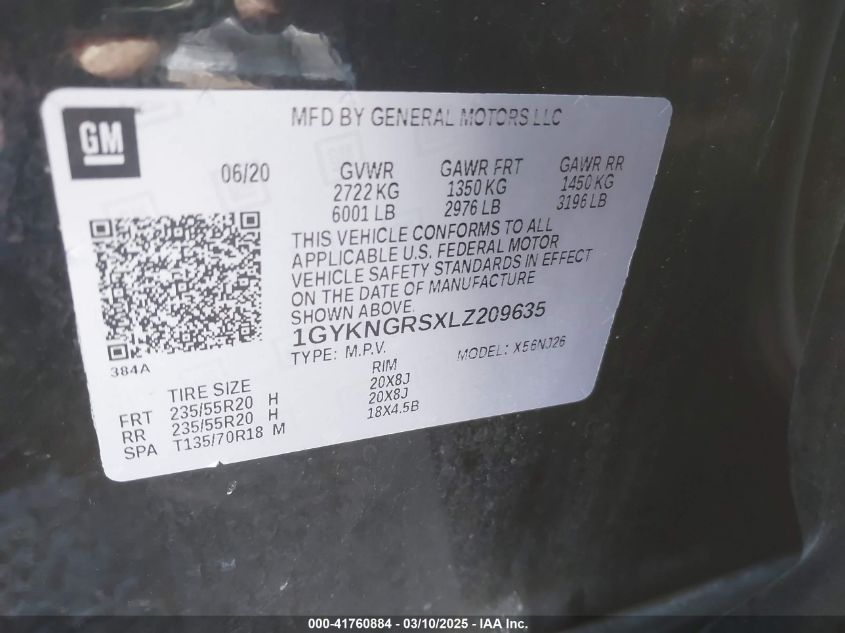 GM
MFD BY GENERAL MOTORS LLC
06/20
GVWR GAWR FRT GAWR RR
2722 KG 1350 KG 1450 KG
6001 LB 2976 LB 3196 LB
THIS VEHICLE CONFORMS TO ALL
APPLICABLE U.S. FEDERAL MOTOR
VEHICLE SAFETY STANDARDS IN EFFECT
ON THE DATE OF MANUFACTURE
SHOWN ABOVE.
1GYKNGRSXLZ209635
TYPE: M.P.V. MODEL: X56NJ26
384A
TIRE SIZE RIM
FRT 235/55R20 H 20X8J
RR 235/55R20 H 20X8J
SPA T135/70R18 M 18X4.5B
000-41760884 - 03/10/2025 - IAA Inc.